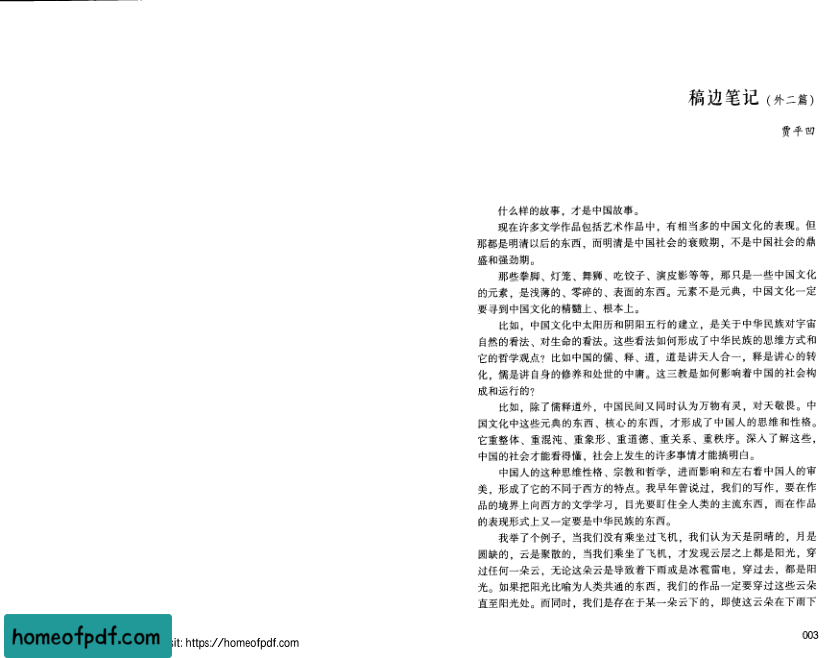 稿边笔记（外二篇）
贾平凹
什么样的故事，才是中国故事。
现在许多文学作品包括艺术作品中，有相当多的中国文化的表现。但
那都是明清以后的东西，而明清是中国社会的衰败期，不是中国社会的鼎
盛和强劲期。
那些拳脚、灯笼、舞狮、吃饺子、演皮影等等，那只是一些中国文化
的元素，是浅薄的、零碎的、表面的东西。元素不是元典，中国文化一定
要寻到中国文化的精髓上、根本上。
比如，中国文化中太阳历和阴阳五行的建立，是关于中华民族对宇宙
自然的看法、对生命的看法。这些看法如何形成了中华民族的思维方式和
它的哲学观点？比如中国的儒、释、道，道是讲天人合一，释是讲心的转
化，儒是讲自身的修养和处世的中庸。这三教是如何影响着中国的社会构
成和运行的？
比如，除了儒释道外，中国民间又同时认为万物有灵，对天敬畏。中
国文化中这些元典的东西、核心的东西，才形成了中国人的思维和性格。
它重整体、重混沌、重象形、重道德、重关系、重秩序。深入了解这些，
中国的社会才能看得懂，社会上发生的许多事情才能搞明白。
中国人的这种思维性格、宗教和哲学，进而影响和左右着中国人的审
美，形成了它的不同于西方的特点。我早年曾说过，我们的写作，要在作
品的境界上向西方的文学学习，目光要盯住全人类的主流东西，而在作品
的表现形式上又一定要是中华民族的东西。
我举了个例子，当我们没有乘坐过飞机，我们认为天是阴晴的，月是
圆缺的，云是聚散的，当我们乘坐了飞机，才发现云层之上都是阳光，穿
过任何一朵云，无论这朵云是导致着下雨或是冰雹雷电，穿过去，都是阳
光。如果把阳光比喻为人类共通的东西，我们的作品一定要穿过这些云朵
直至阳光处。而同时，我们是存在于某一朵云下的，即使这云朵在下雨下
003
homeofpdf.com
sit: https://homeofpdf.com